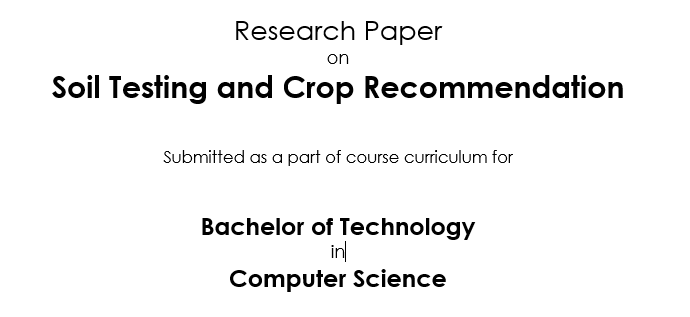 Research Paper
on
Soil Testing and Crop Recommendation
Submitted as a part of course curriculum for
Bachelor of Technology
in
Computer Science